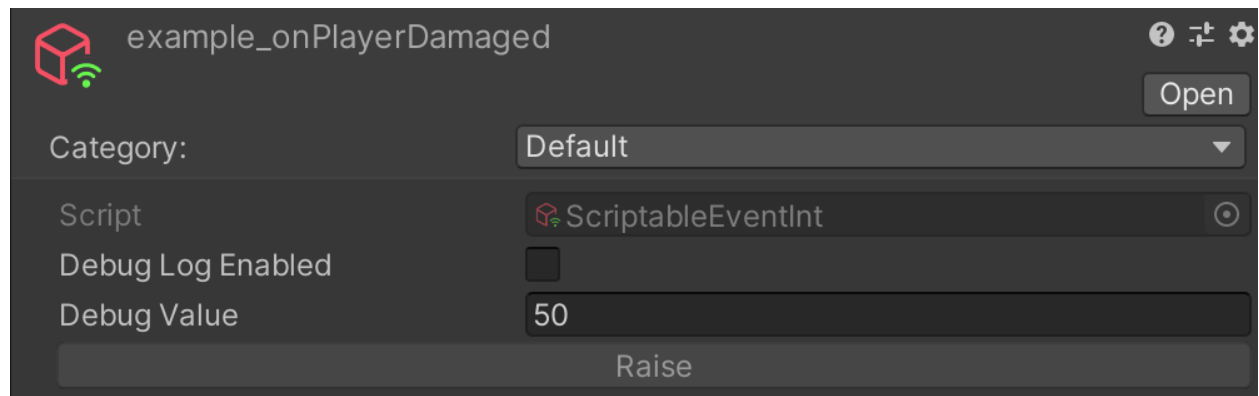 example_onPlayerDamaged
Open
Category: Default
Script ScriptableEventInt
Debug Log Enabled
Debug Value 50
Raise